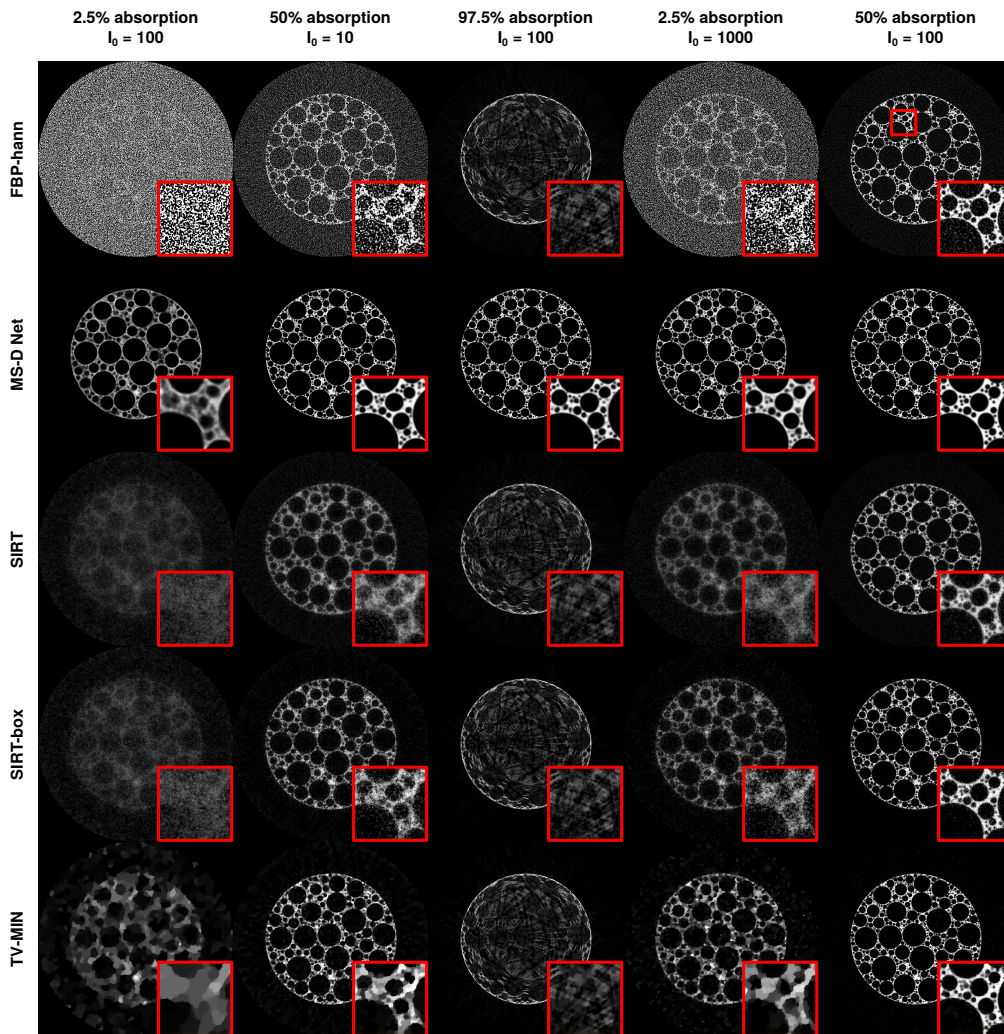 2.5% absorption 50% absorption 97.5% absorption 2.5% absorption 50% absorption
I₀ = 100 I₀ = 10 I₀ = 100 I₀ = 1000 I₀ = 100
FBP-hann
MS-D Net
SIRT
SIRT-box
TV-MIN